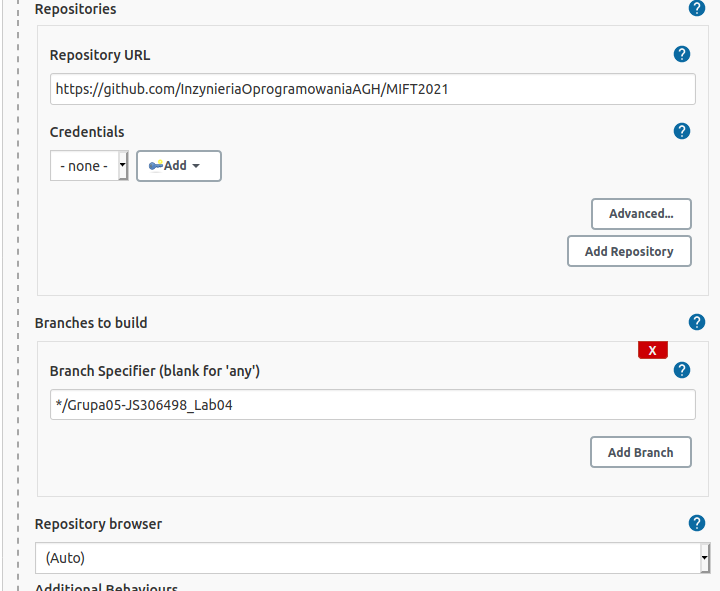 Repositories
?
Repository URL
?
https://github.com/InzynieriaOprogramowaniaAGH/MIFT2021
Credentials
?
- none -
Add
Advanced...
Add Repository
Branches to build
?
X
Branch Specifier (blank for 'any')
?
*/Grupa05-JS306498_Lab04
Add Branch
Repository browser
?
(Auto)
Additional Behaviours